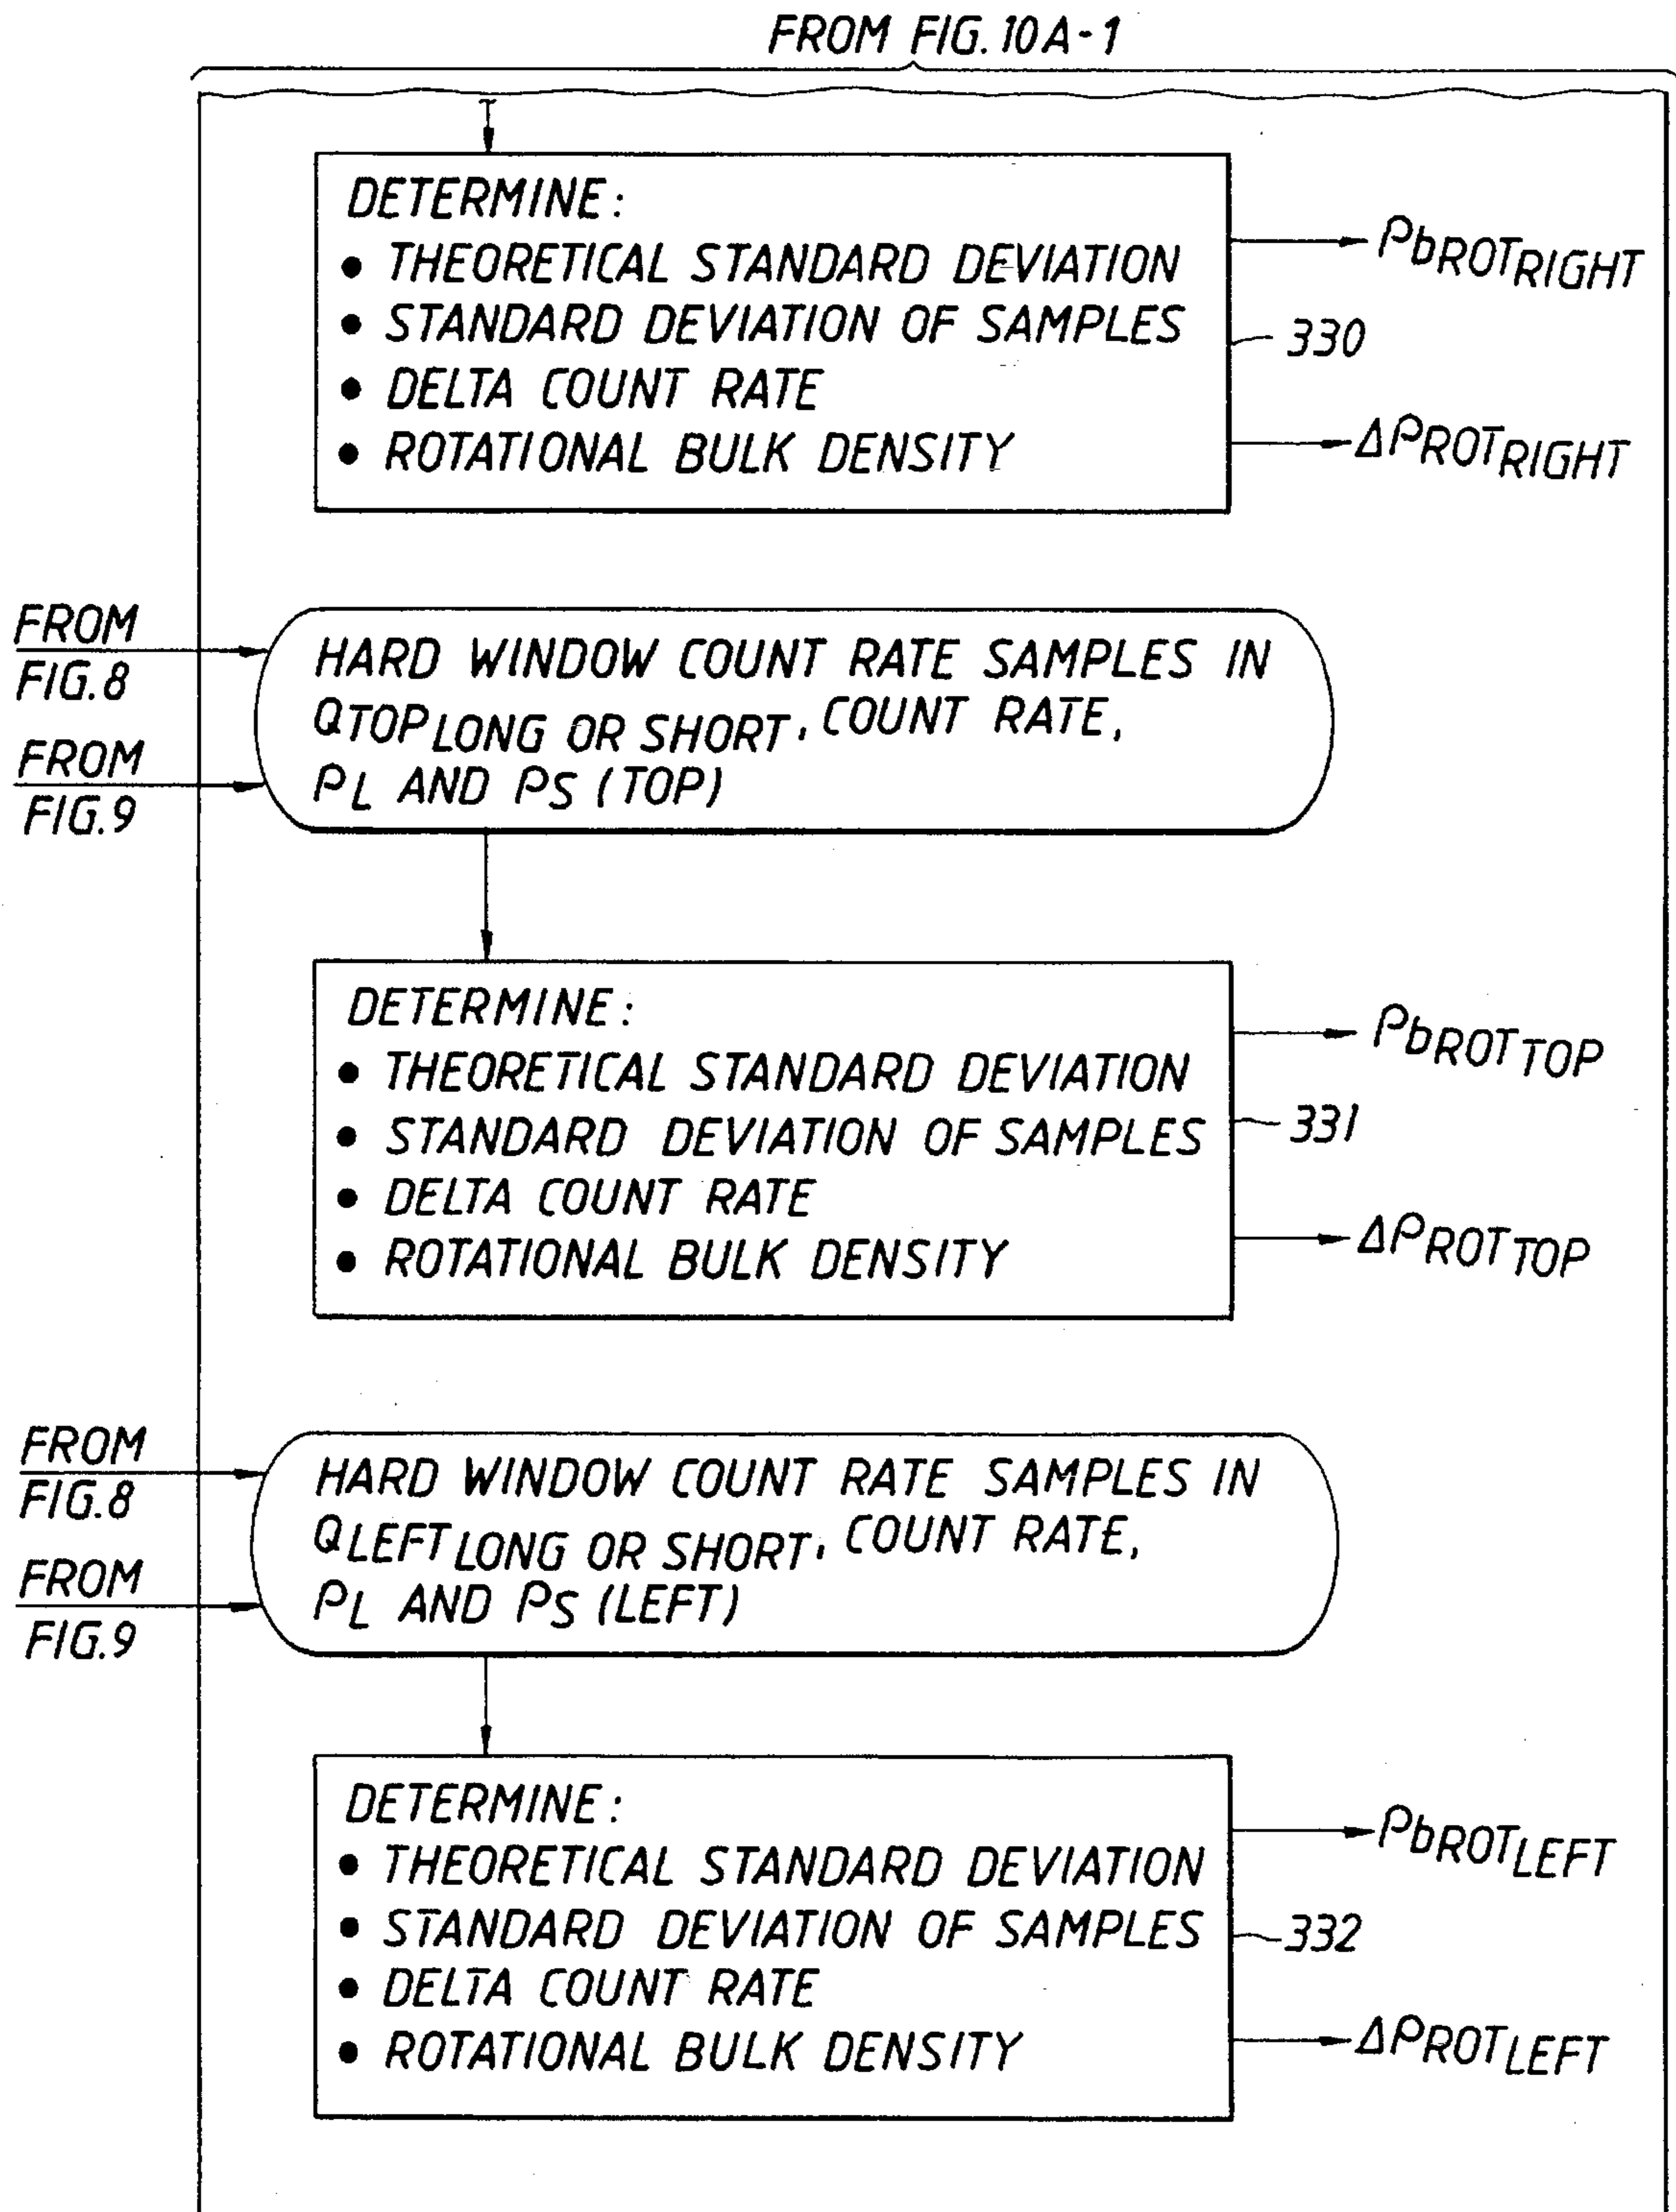 FROM FIG. 10A-1
DETERMINE:
• THEORETICAL STANDARD DEVIATION
• STANDARD DEVIATION OF SAMPLES
• DELTA COUNT RATE
• ROTATIONAL BULK DENSITY
ρbROTRIGHT
330
ΔρROTRIGHT
FROM
FIG.8
FROM
FIG.9
HARD WINDOW COUNT RATE SAMPLES IN
QTOPLONG OR SHORT, COUNT RATE,
ρL AND ρS (TOP)
DETERMINE:
• THEORETICAL STANDARD DEVIATION
• STANDARD DEVIATION OF SAMPLES
• DELTA COUNT RATE
• ROTATIONAL BULK DENSITY
ρbROTTOP
331
ΔρROTTOP
FROM
FIG.8
FROM
FIG.9
HARD WINDOW COUNT RATE SAMPLES IN
QLEFTLONG OR SHORT, COUNT RATE,
ρL AND ρS (LEFT)
DETERMINE:
• THEORETICAL STANDARD DEVIATION
• STANDARD DEVIATION OF SAMPLES
• DELTA COUNT RATE
• ROTATIONAL BULK DENSITY
ρbROTLEFT
332
ΔρROTLEFT